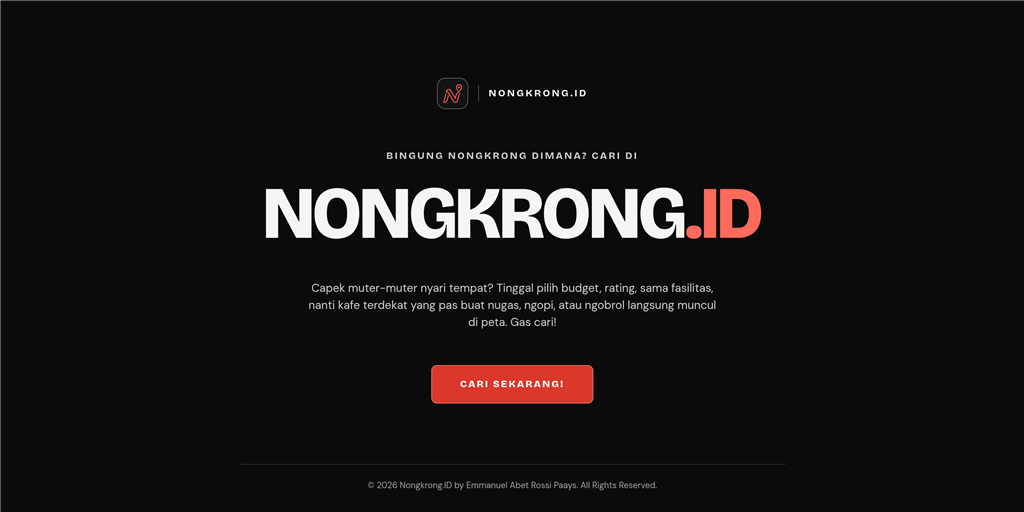 NONGKRONG.ID
BINGUNG NONGKRONG DIMANA? CARI DI
NONGKRONG.ID
Capek muter-muter nyari tempat? Tinggal pilih budget, rating, sama fasilitas,
nanti kafe terdekat yang pas buat nugas, ngopi, atau ngobrol langsung muncul
di peta. Gas cari!
CARI SEKARANG!
© 2026 Nongkrong.ID by Emmanuel Abet Rossi Paays. All Rights Reserved.